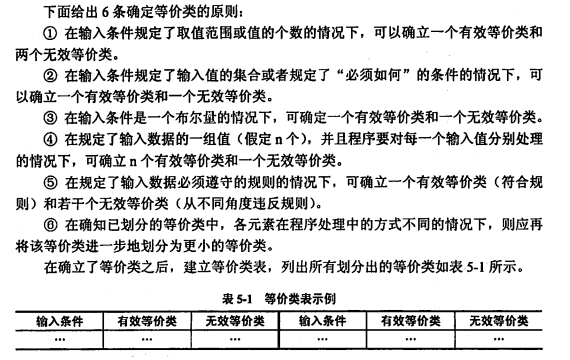 下面给出 6 条确定等价类的原则：
① 在输入条件规定了取值范围或值的个数的情况下，可以确立一个有效等价类和
两个无效等价类。
② 在输入条件规定了输入值的集合或者规定了“必须如何”的条件的情况下，可
以确立一个有效等价类和一个无效等价类。
③ 在输入条件是一个布尔量的情况下，可确定一个有效等价类和一个无效等价类。
④ 在规定了输入数据的一组值（假定 n 个），并且程序要对每一个输入值分别处理
的情况下，可确立 n 个有效等价类和一个无效等价类。
⑤ 在规定了输入数据必须遵守的规则的情况下，可确立一个有效等价类（符合规
则）和若干个无效等价类（从不同角度违反规则）。
⑥ 在确知已划分的等价类中，各元素在程序处理中的方式不同的情况下，则应再
将该等价类进一步地划分为更小的等价类。
在确立了等价类之后，建立等价类表，列出所有划分出的等价类如表 5-1 所示。
表 5-1 等价类表示例
输入条件 有效等价类 无效等价类 输入条件 有效等价类 无效等价类
… … … … … …